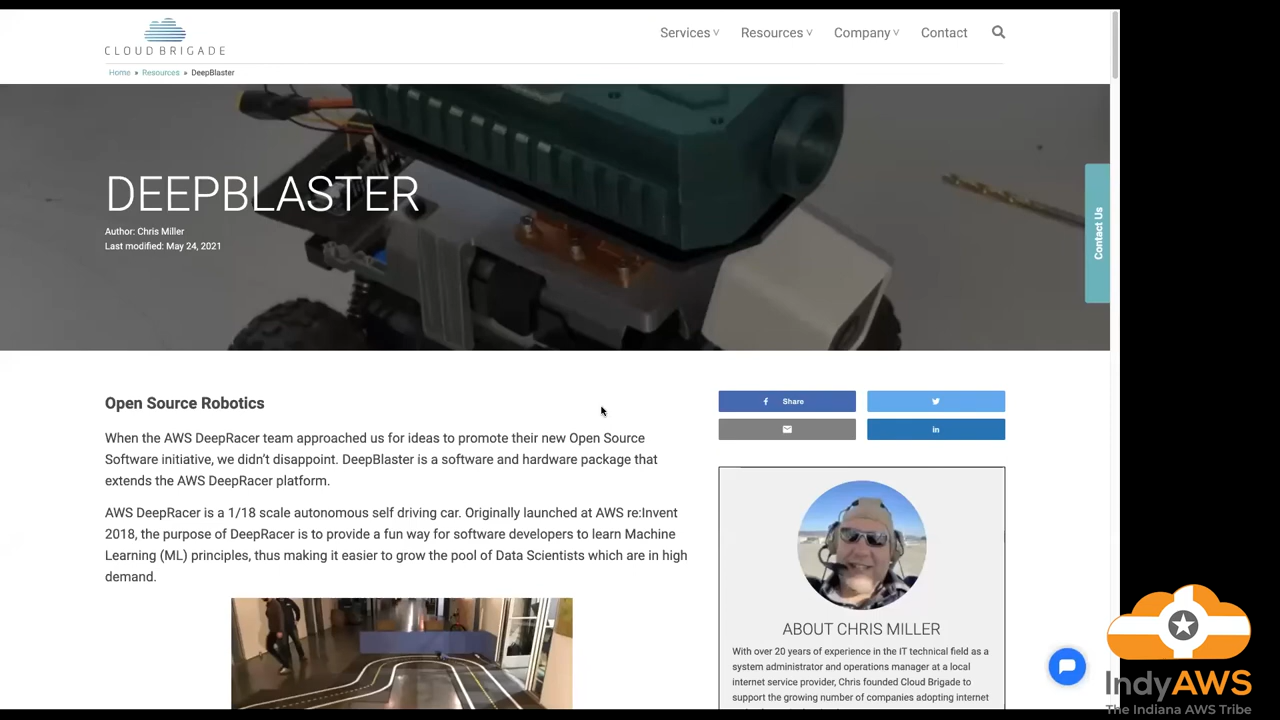 CLOUD BRIGADE
Services Resources Company Contact
Home » Resources » DeepBlaster
DEEPBLASTER
Author: Chris Miller
Last modified: May 24, 2021
Contact Us
Open Source Robotics
When the AWS DeepRacer team approached us for ideas to promote their new Open Source
Software initiative, we didn’t disappoint. DeepBlaster is a software and hardware package that
extends the AWS DeepRacer platform.
AWS DeepRacer is a 1/18 scale autonomous self driving car. Originally launched at AWS re:Invent
2018, the purpose of DeepRacer is to provide a fun way for software developers to learn Machine
Learning (ML) principles, thus making it easier to grow the pool of Data Scientists which are in high
demand.
f Share
in
ABOUT CHRIS MILLER
With over 20 years of experience in the IT technical field as a
system administrator and operations manager at a local
internet service provider, Chris founded Cloud Brigade to
support the growing number of companies adopting internet
IndyAWS
The Indiana AWS Tribe